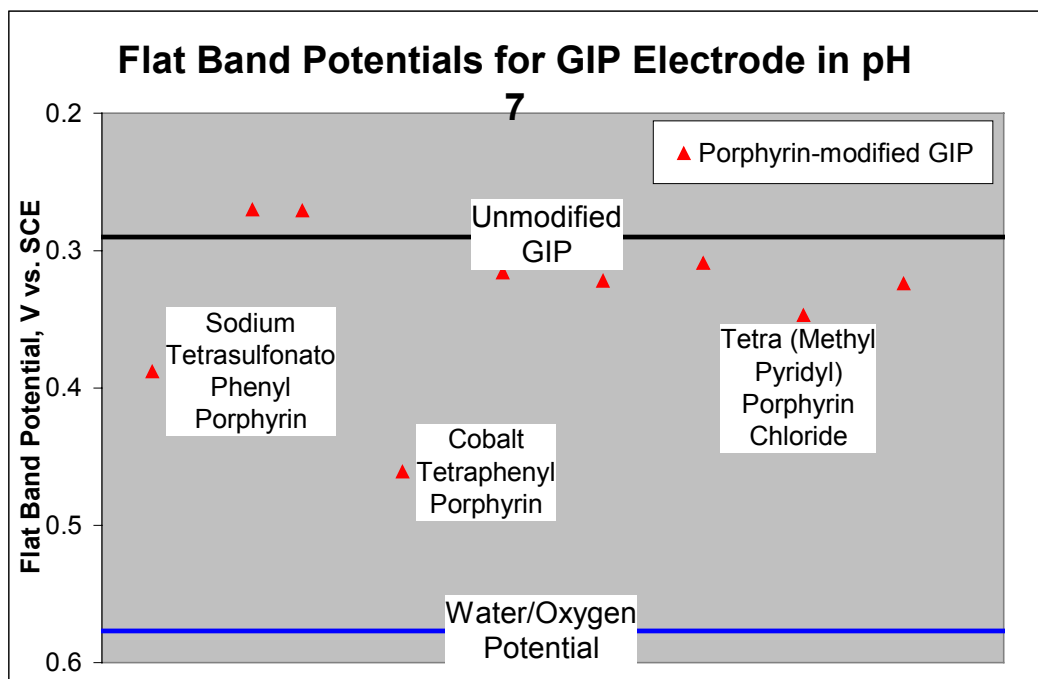 Flat Band Potentials for GIP Electrode in pH
7
Flat Band Potential, V vs. SCE
0.2
0.3
0.4
0.5
0.6
Porphyrin-modified GIP
Unmodified
GIP
Sodium
Tetrasulfonato
Phenyl
Porphyrin
Tetra (Methyl
Pyridyl)
Porphyrin
Chloride
Cobalt
Tetraphenyl
Porphyrin
Water/Oxygen
Potential